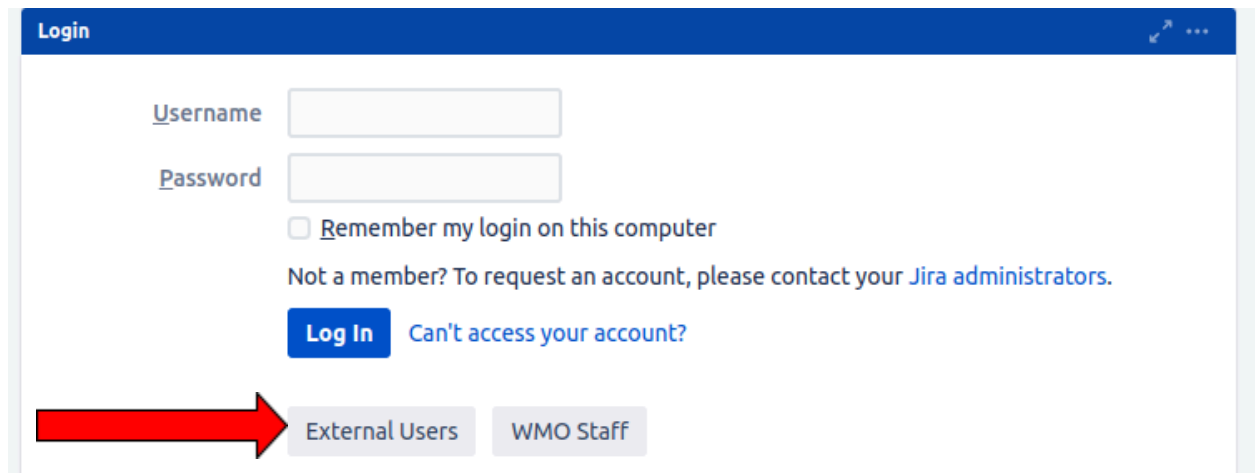 Login
Username
Password
Remember my login on this computer
Not a member? To request an account, please contact your Jira administrators.
Log In Can't access your account?
External Users WMO Staff